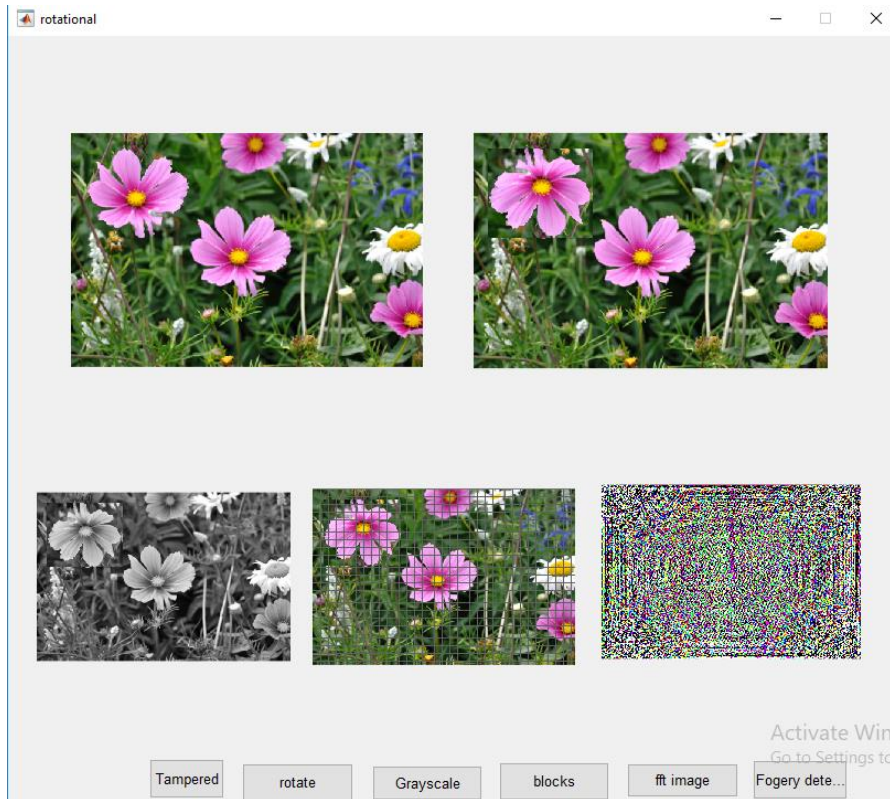 rotational
Activate Win
Go to Settings to
Tampered
rotate
Grayscale
blocks
fft image
Fogery dete...